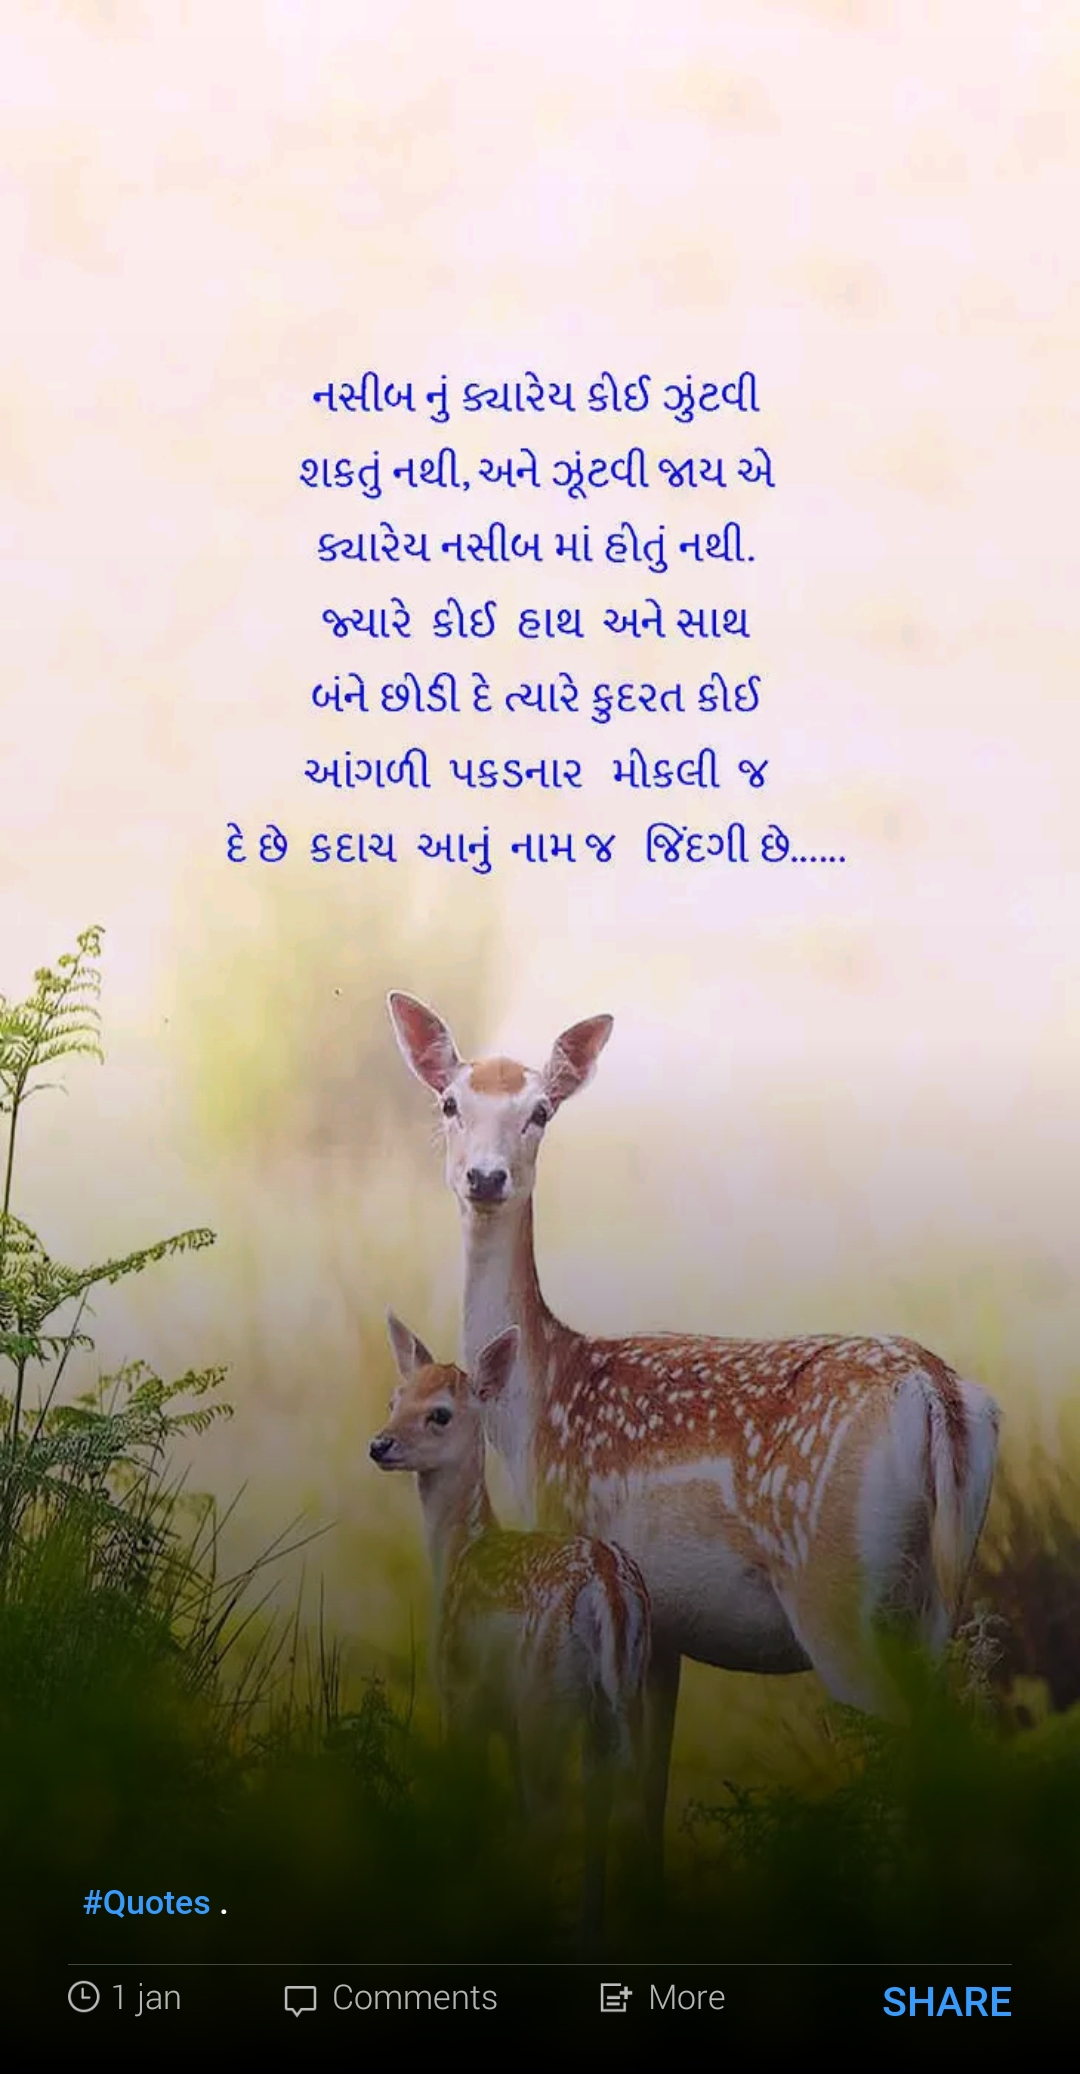 નસીબ નું ક્યારેય કોઈ ઝુંટવી
શકતું નથી, અને ઝૂંટવી જાય એ
ક્યારેય નસીબ માં હોતું નથી.
જ્યારે કોઈ હાથ અને સાથ
બંને છોડી દે ત્યારે કુદરત કોઈ
આંગળી પકડનાર મોકલી જ
દે છે કદાચ આનું નામ જ જિંદગી છે......
#Quotes .
1 jan Comments More SHARE